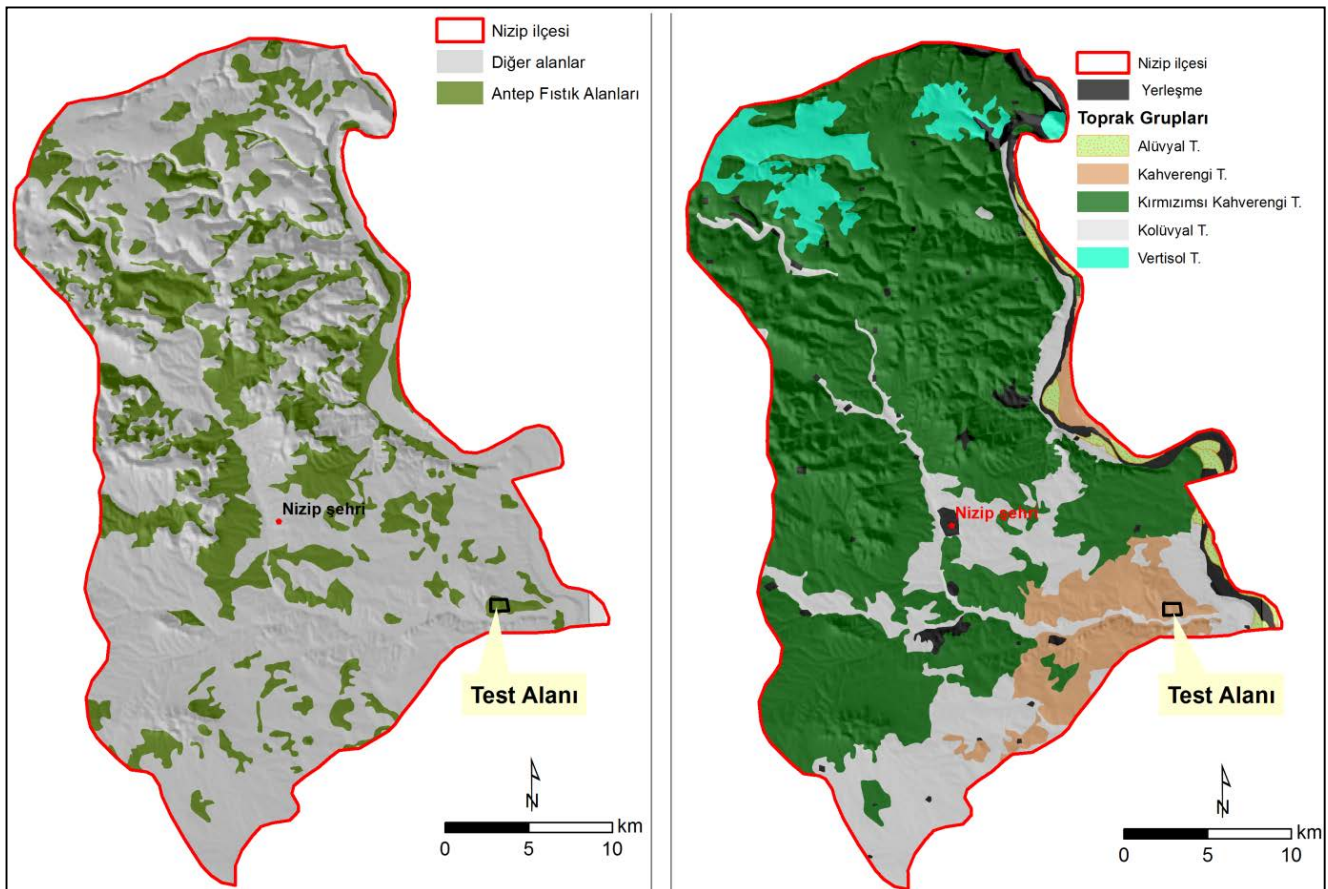 Nizip ilçesi
Diğer alanlar
Antep Fıstık Alanları
Nizip şehri
Test Alanı
N
km
0 5 10
Nizip ilçesi
Yerleşme
Toprak Grupları
Alüvyal T.
Kahverengi T.
Kırmızımsı Kahverengi T.
Kolüvyal T.
Vertisol T.
Nizip şehri
Test Alanı
N
km
0 5 10